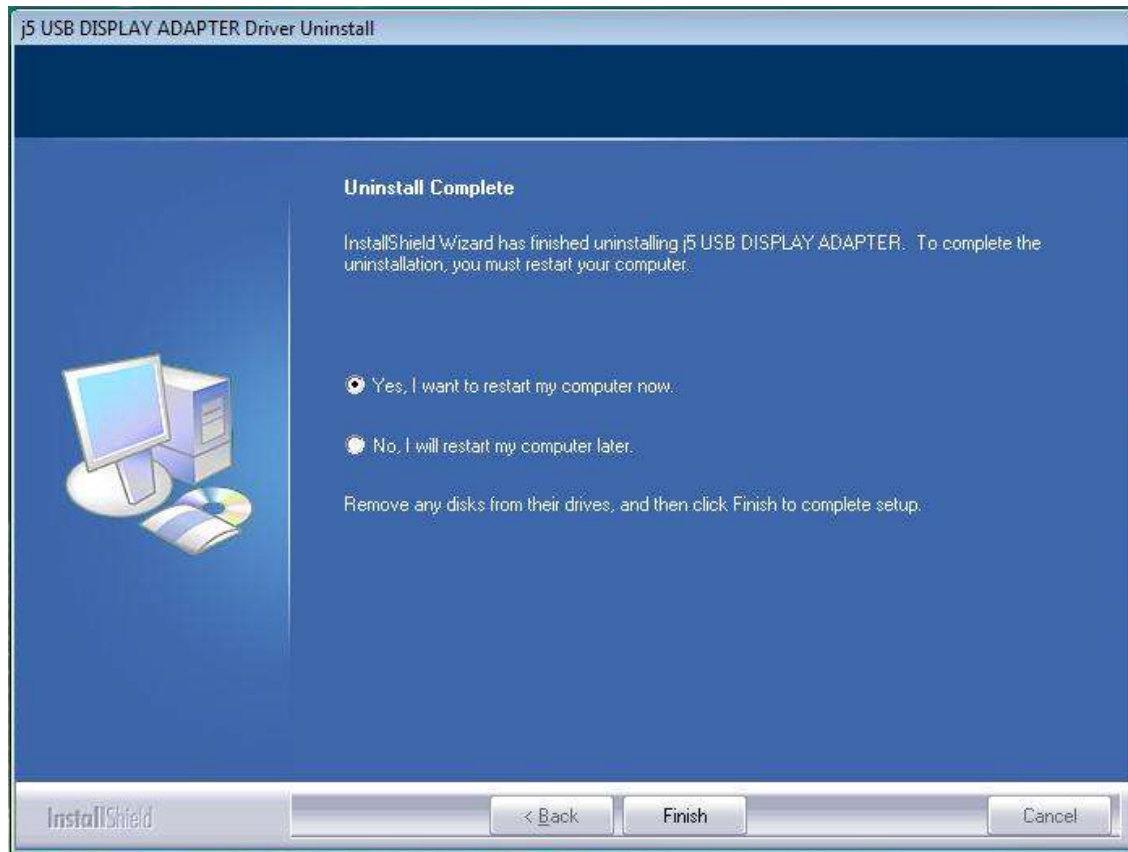 j5 USB DISPLAY ADAPTER Driver Uninstall
Uninstall Complete
InstallShield Wizard has finished uninstalling j5 USB DISPLAY ADAPTER. To complete the
uninstallation, you must restart your computer.
Yes, I want to restart my computer now.
No, I will restart my computer later.
Remove any disks from their drives, and then click Finish to complete setup.
InstallShield
< Back
Finish
Cancel